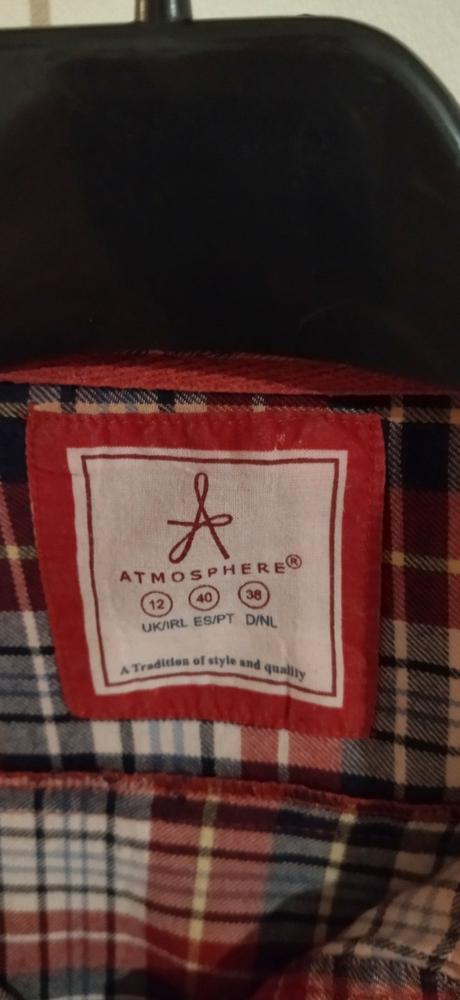 ATMOSPHERE®
12 40 38
UK/IRL ES/PT D/NL
A Tradition of style and quality